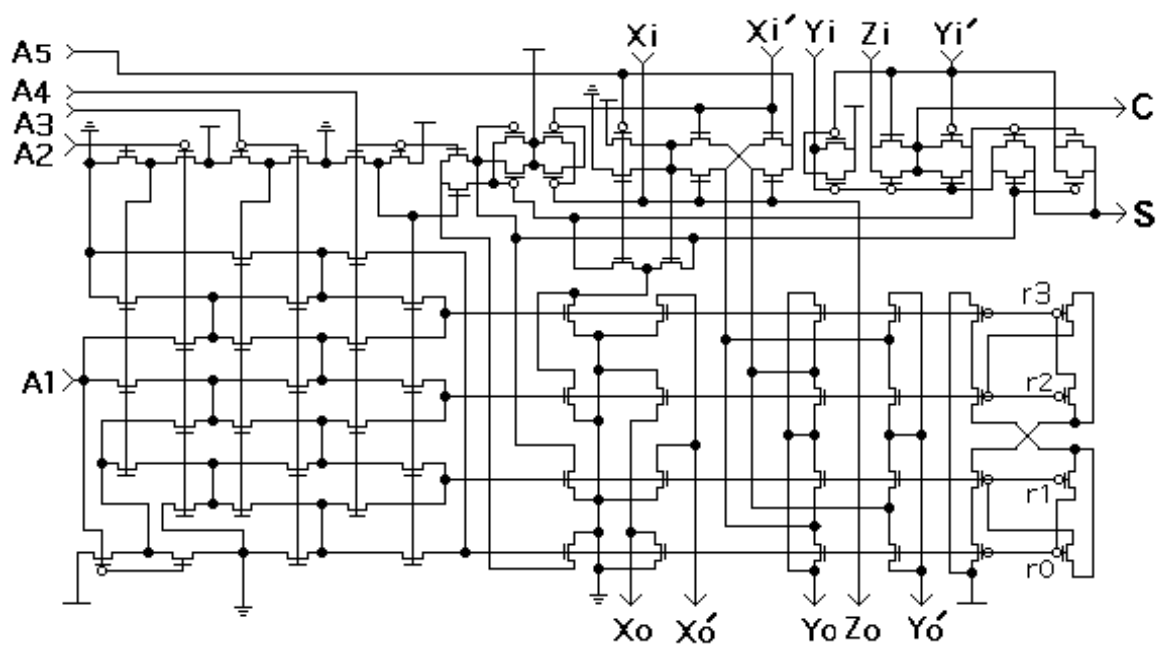 Xi
Xi′
Yi
Zi
Yi′
A5
A4
A3
A2
C
S
A1
r3
r2
r1
r0
Xo
Xo′
Yo
Zo
Yo′